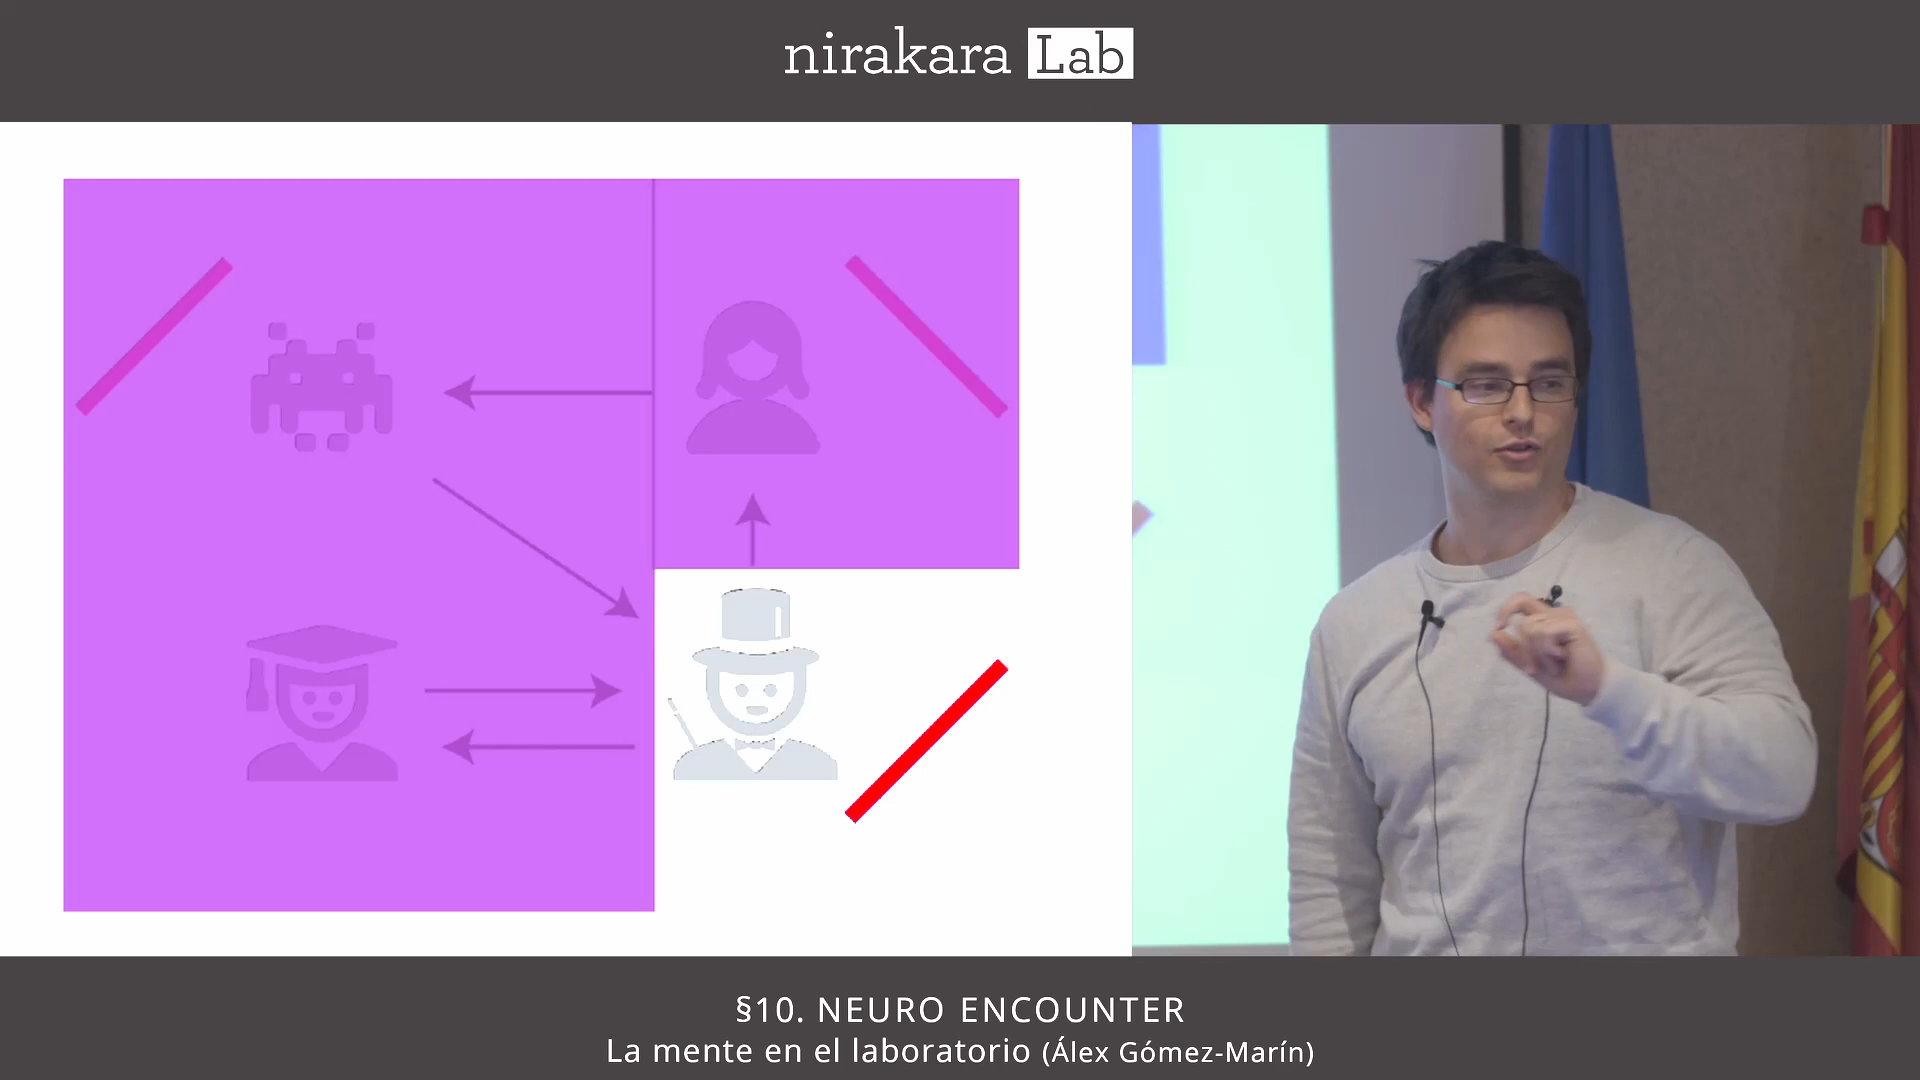 nirakara Lab
§10. NEURO ENCOUNTER
La mente en el laboratorio (Álex Gómez-Marín)